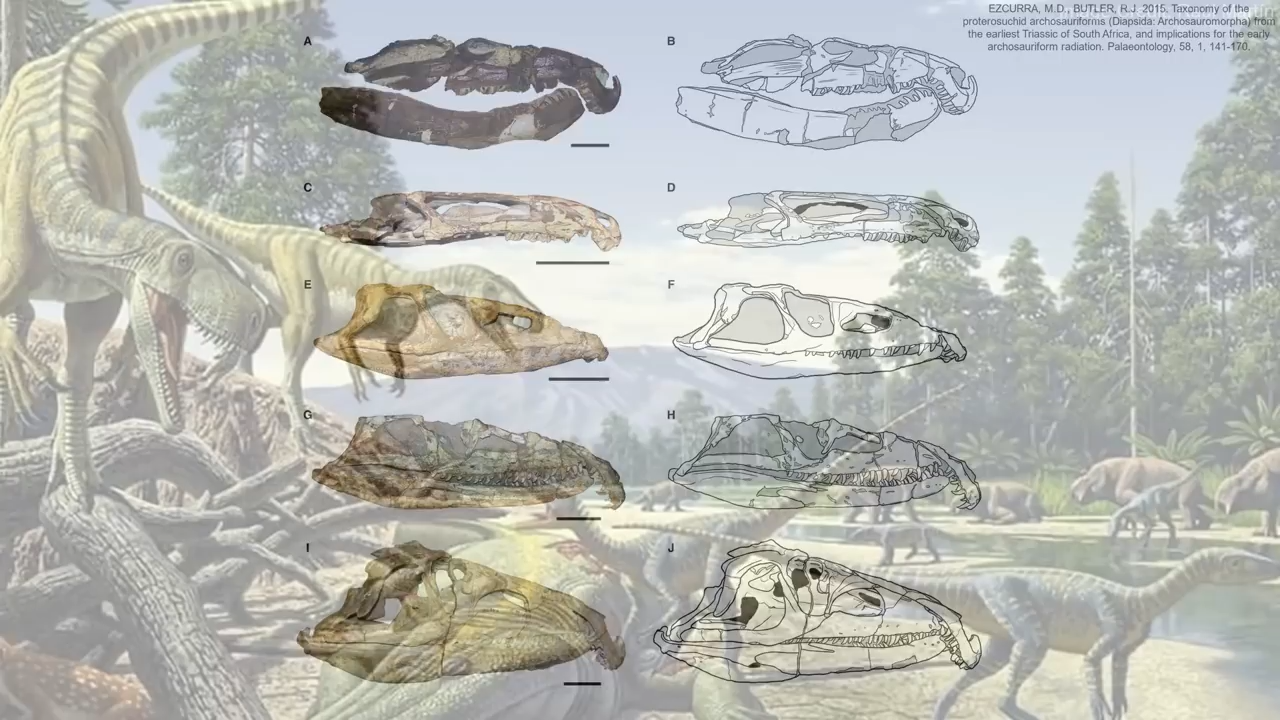 EZCURRA, M.D., BUTLER, R.J. 2015. Taxonomy of the
proterosuchid archosauriforms (Diapsida: Archosauromorpha) from
the earliest Triassic of South Africa, and implications for the early
archosauriform radiation. Palaeontology, 58, 1, 141-170.
A
B
C
D
E
F
G
H
I
J